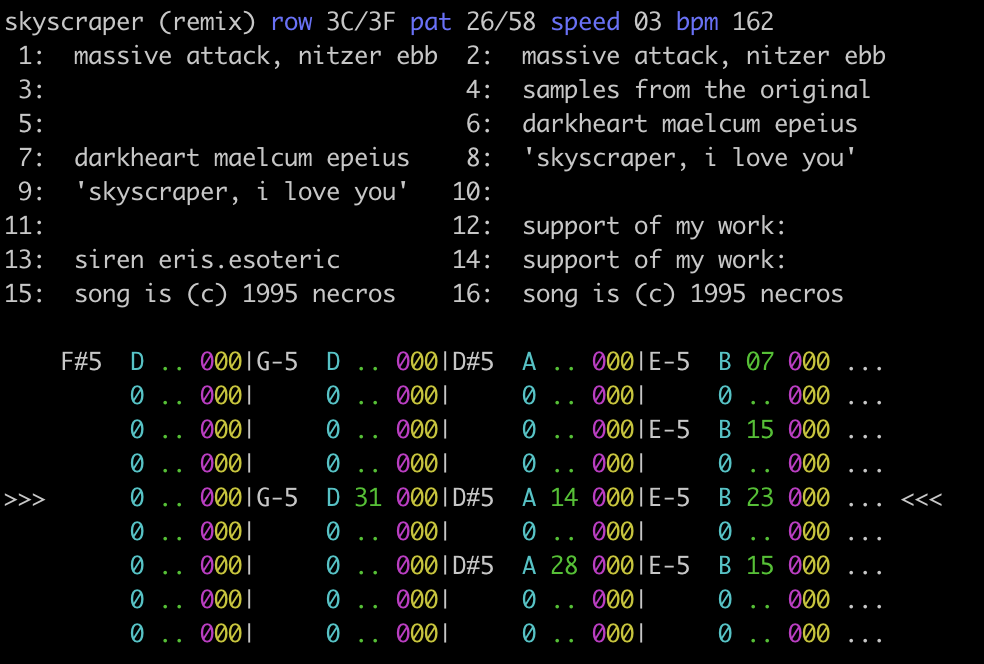 skyscraper (remix) row 3C/3F pat 26/58 speed 03 bpm 162
1: massive attack, nitzer ebb 2: massive attack, nitzer ebb
3: 4: samples from the original
5: 6: darkheart maelcum epeius
7: darkheart maelcum epeius 8: 'skyscraper, i love you'
9: 'skyscraper, i love you' 10:
11: 12: support of my work:
13: siren eris.esoteric 14: support of my work:
15: song is (c) 1995 necros 16: song is (c) 1995 necros
F#5 D .. 000|G-5 D .. 000|D#5 A .. 000|E-5 B 07 000 ...
0 .. 000| 0 .. 000| 0 .. 000| 0 .. 000 ...
0 .. 000| 0 .. 000| 0 .. 000|E-5 B 15 000 ...
0 .. 000| 0 .. 000| 0 .. 000| 0 .. 000 ...
>>> 0 .. 000|G-5 D 31 000|D#5 A 14 000|E-5 B 23 000 ... <<<
0 .. 000| 0 .. 000| 0 .. 000| 0 .. 000 ...
0 .. 000| 0 .. 000|D#5 A 28 000|E-5 B 15 000 ...
0 .. 000| 0 .. 000| 0 .. 000| 0 .. 000 ...
0 .. 000| 0 .. 000| 0 .. 000| 0 .. 000 ...